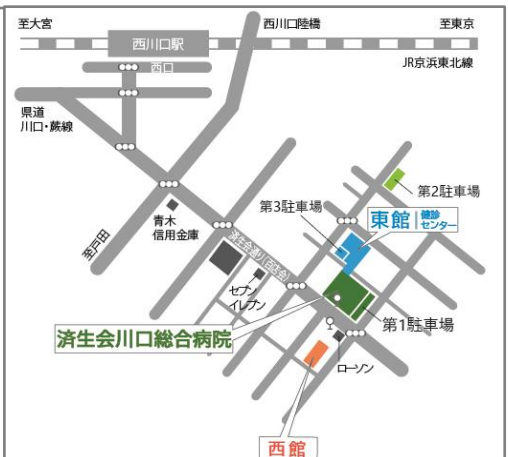 至大宮
西川口陸橋
至東京
西川口駅
JR京浜東北線
西口
県道
川口・蕨線
第2駐車場
第3駐車場
東館
健診
センター
青木
信用金庫
至戸田
済生会通り(百店会)
セブン
イレブン
済生会川口総合病院
第1駐車場
ローソン
西館